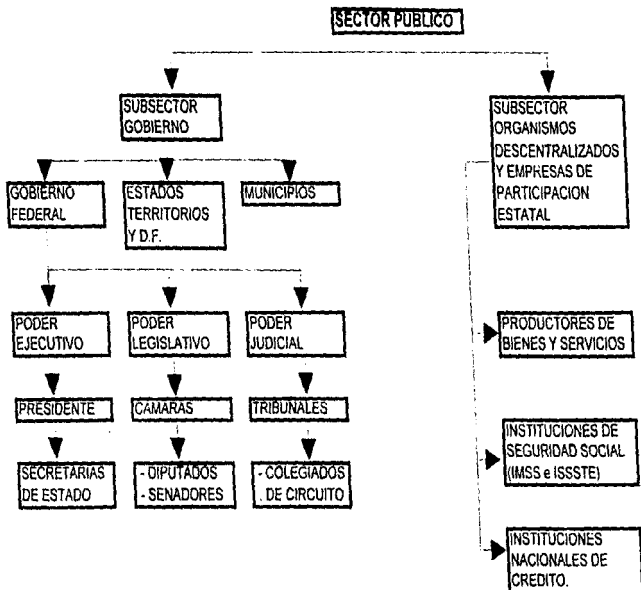 SECTOR PUBLICO
SUBSECTOR
GOBIERNO
SUBSECTOR
ORGANISMOS
DESCENTRALIZADOS
Y EMPRESAS DE
PARTICIPACION
ESTATAL
GOBIERNO
FEDERAL
ESTADOS
TERRITORIOS
Y D.F.
MUNICIPIOS
PODER
EJECUTIVO
PODER
LEGISLATIVO
PODER
JUDICIAL
PRODUCTORES DE
BIENES Y SERVICIOS
PRESIDENTE
CAMARAS
TRIBUNALES
SECRETARIAS
DE ESTADO
- DIPUTADOS
- SENADORES
- COLEGIADOS
. DE CIRCUITO
INSTITUCIONES DE
SEGURIDAD SOCIAL
(IMSS e ISSSTE)
INSTITUCIONES
NACIONALES DE
CREDITO.